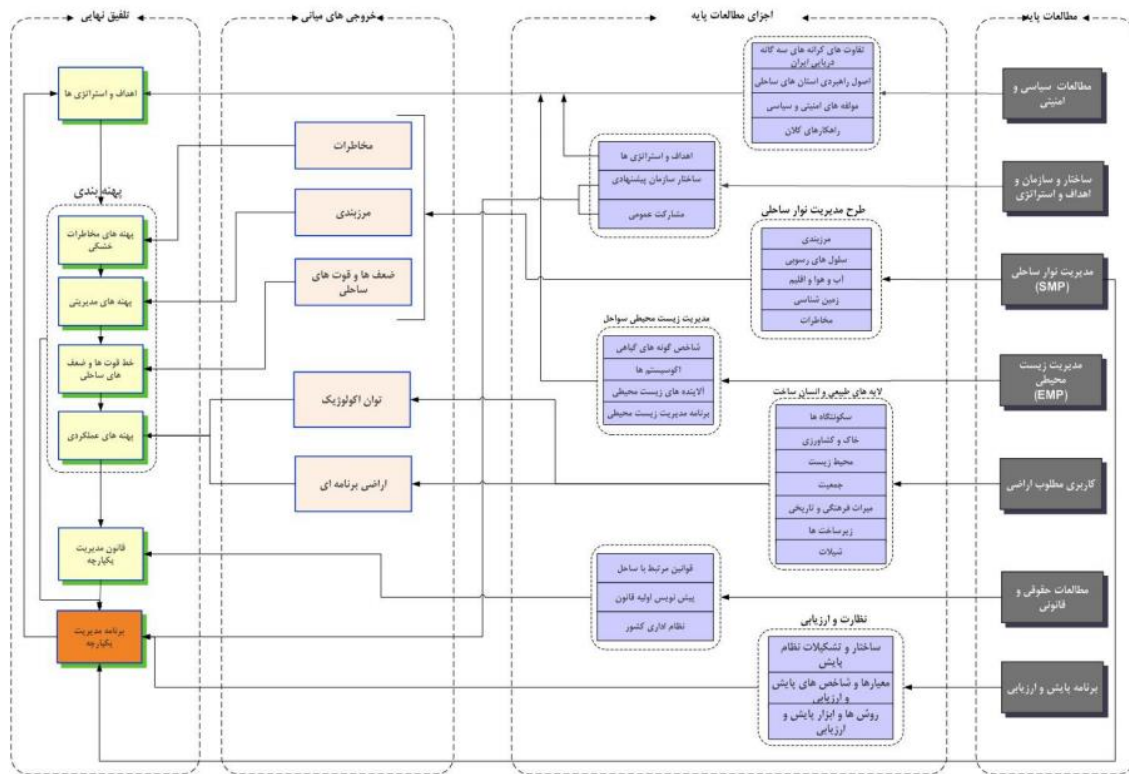 مطالعات پایه
اجزای مطالعات پایه
خروجی های میانی
تلفیق نهایی
مطالعات سیاسی و
امنیتی
ساختار و سازمان و
اهداف و استراتژی
مدیریت نوار ساحلی
(SMP)
مدیریت زیست
محیطی
(EMP)
کاربری مطلوب اراضی
مطالعات حقوقی و
قانونی
برنامه پایش و ارزیابی
تفاوت های کرانه های سه گانه
دریایی ایران
اصول راهبردی استان های ساحلی
مولفه های امنیتی و سیاسی
راهکارهای کلان
اهداف و استراتژی ها
ساختار سازمان پیشنهادی
مشارکت عمومی
طرح مدیریت نوار ساحلی
مرزبندی
سلول های رسوبی
آب و هوا و اقلیم
زمین شناسی
مخاطرات
مدیریت زیست محیطی سواحل
شاخص گونه های گیاهی
اکوسیستم ها
آلاینده های زیست محیطی
برنامه مدیریت زیست محیطی
لایه های طبیعی و انسان ساخت
سکونتگاه ها
خاک و کشاورزی
محیط زیست
جمعیت
میراث فرهنگی و تاریخی
زیرساخت ها
شیلات
قوانین مرتبط با ساحل
پیش نویس اولیه قانون
نظام اداری کشور
نظارت و ارزیابی
ساختار و تشکیلات نظام
پایش
معیارها و شاخص های پایش
و ارزیابی
روش ها و ابزار پایش و
ارزیابی
مخاطرات
مرزبندی
ضعف ها و قوت های
ساحلی
توان اکولوژیک
اراضی برنامه ای
اهداف و استراتژی ها
پهنه بندی
پهنه های مخاطرات
خشکی
پهنه های مدیریتی
خط قوت ها و ضعف
های ساحلی
پهنه های عملکردی
قانون مدیریت
یکپارچه
برنامه مدیریت
یکپارچه